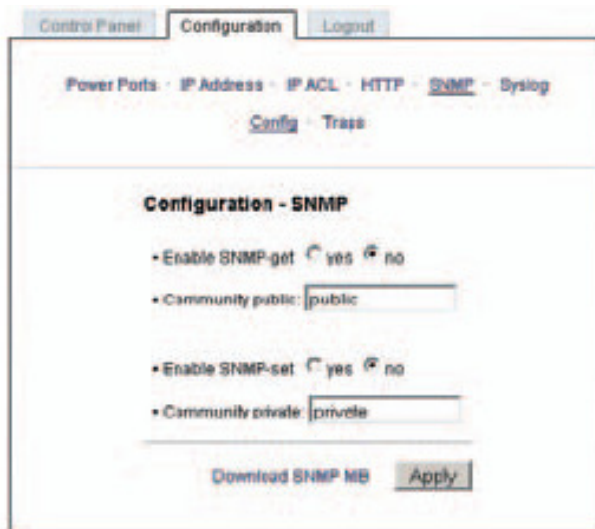 Control Panel Configuration Logout
Power Ports · IP Address · IP ACL · HTTP · SNMP · Syslog
Config · Traps
Configuration - SNMP
• Enable SNMP-get yes no
• Community public: public
• Enable SNMP-set yes no
• Community private: private
Download SNMP MIB Apply